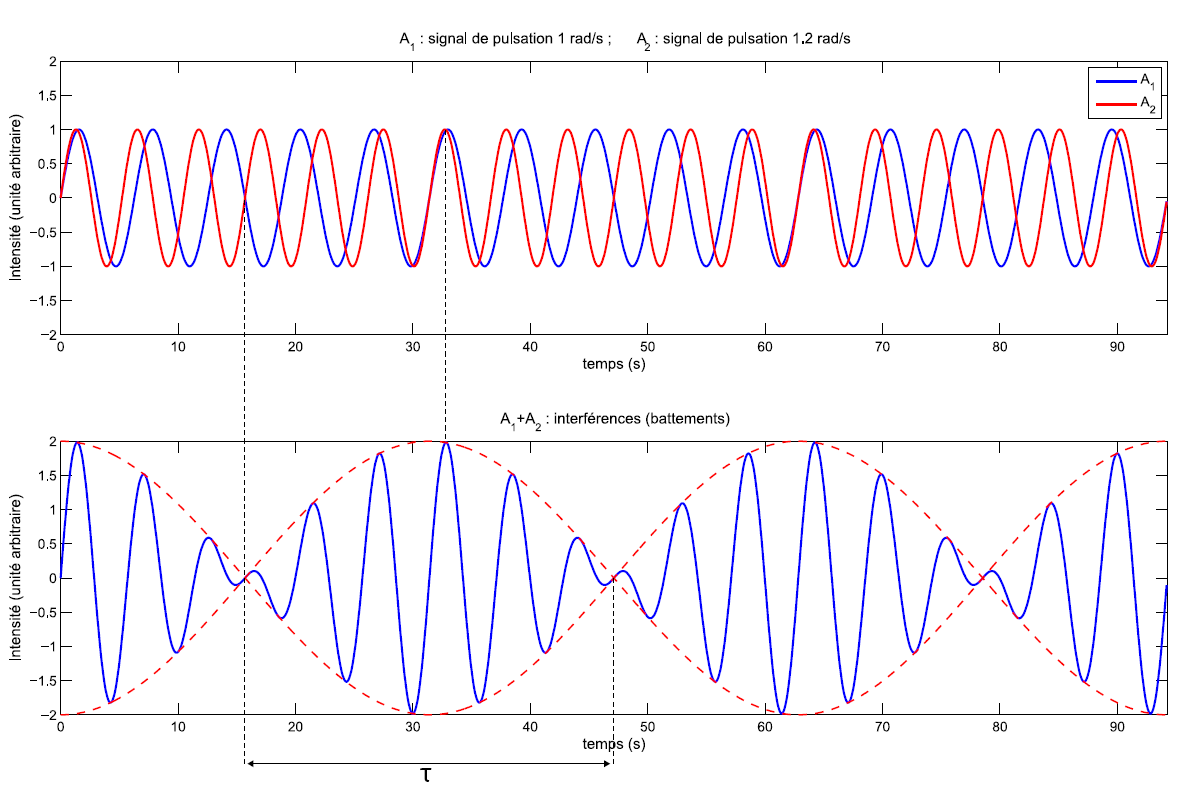 A1 : signal de pulsation 1 rad/s ; A2 : signal de pulsation 1.2 rad/s
2
1.5
1
0.5
0
−0.5
−1
−1.5
−2
Intensité (unité arbitraire)
A1
A2
0 10 20 30 40 50 60 70 80 90
temps (s)
A1+A2 : interférences (battements)
2
1.5
1
0.5
0
−0.5
−1
−1.5
−2
Intensité (unité arbitraire)
0 10 20 30 40 50 60 70 80 90
temps (s)
τ